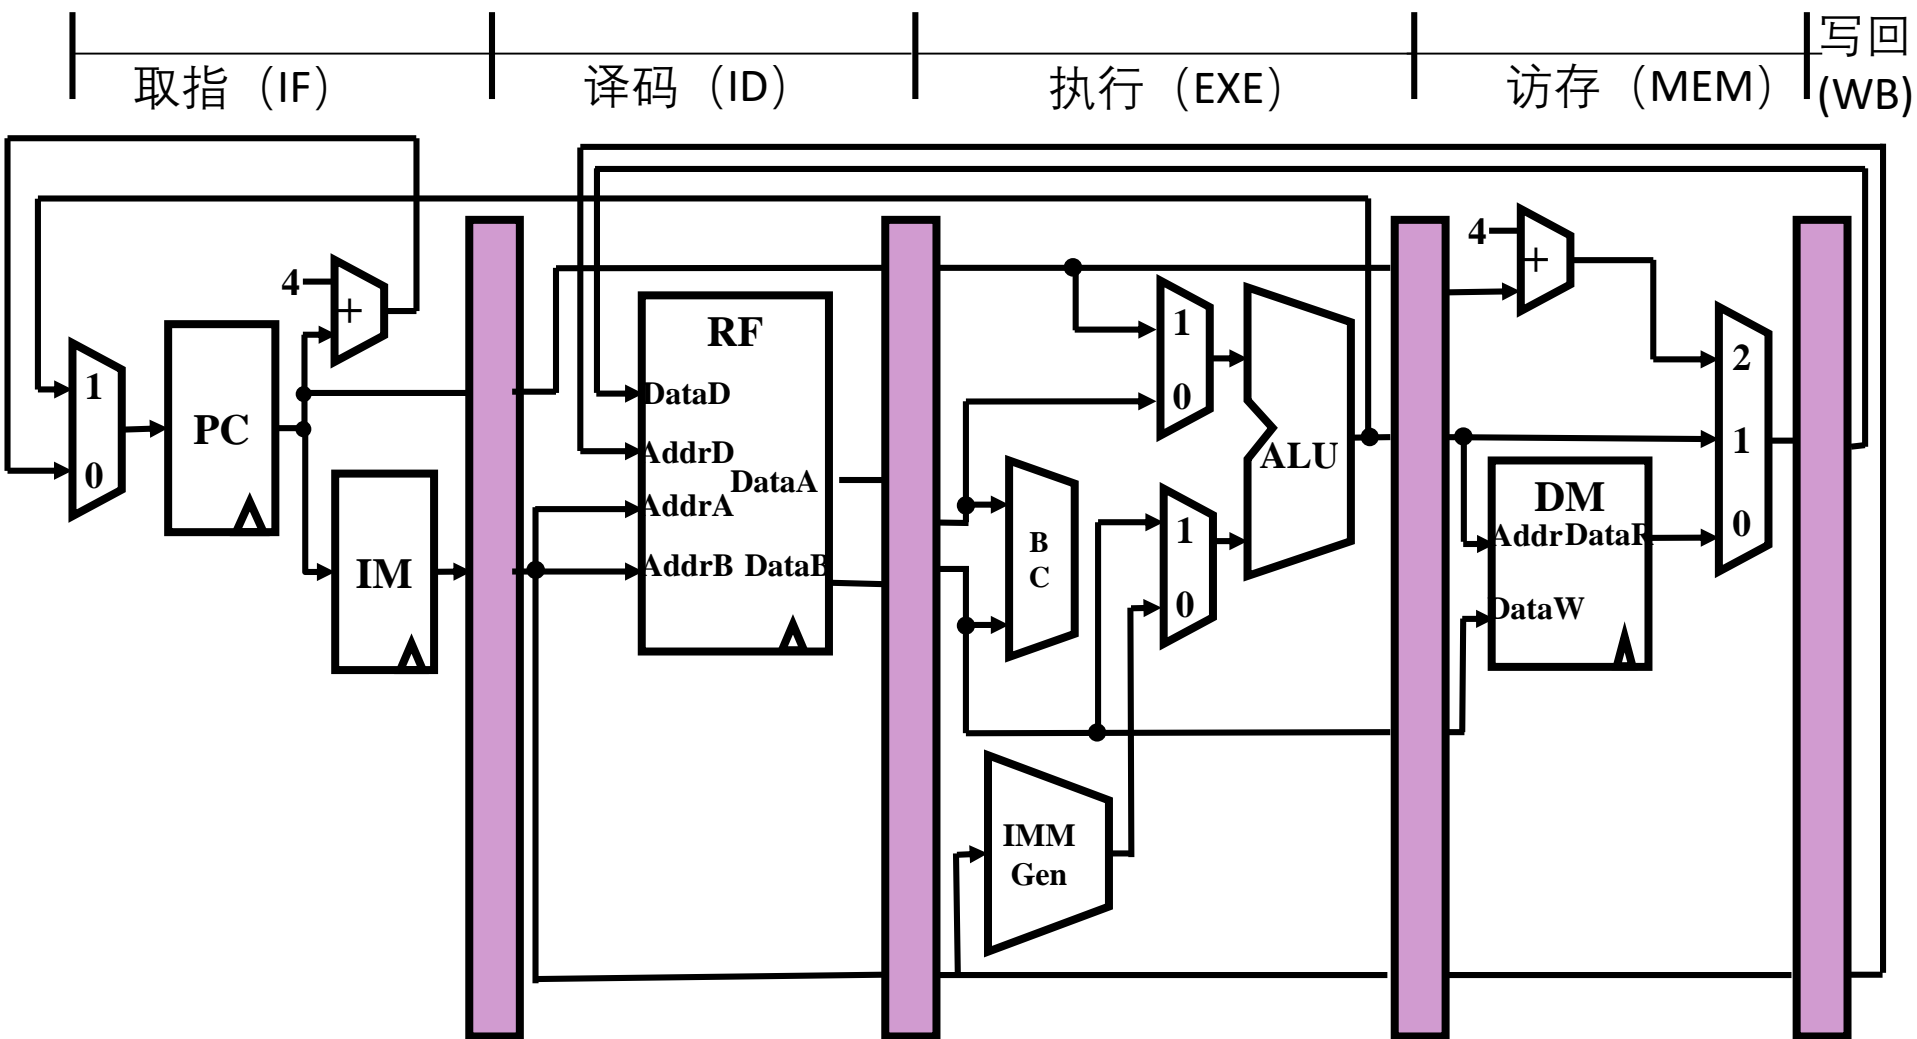 取指（IF）
译码（ID）
执行（EXE）
访存（MEM）
写回
(WB)
4
+
1
0
PC
IM
RF
DataD
AddrD
DataA
AddrA
AddrB DataB
1
0
B
C
1
0
ALU
IMM
Gen
4
+
DM
Addr DataR
DataW
2
1
0